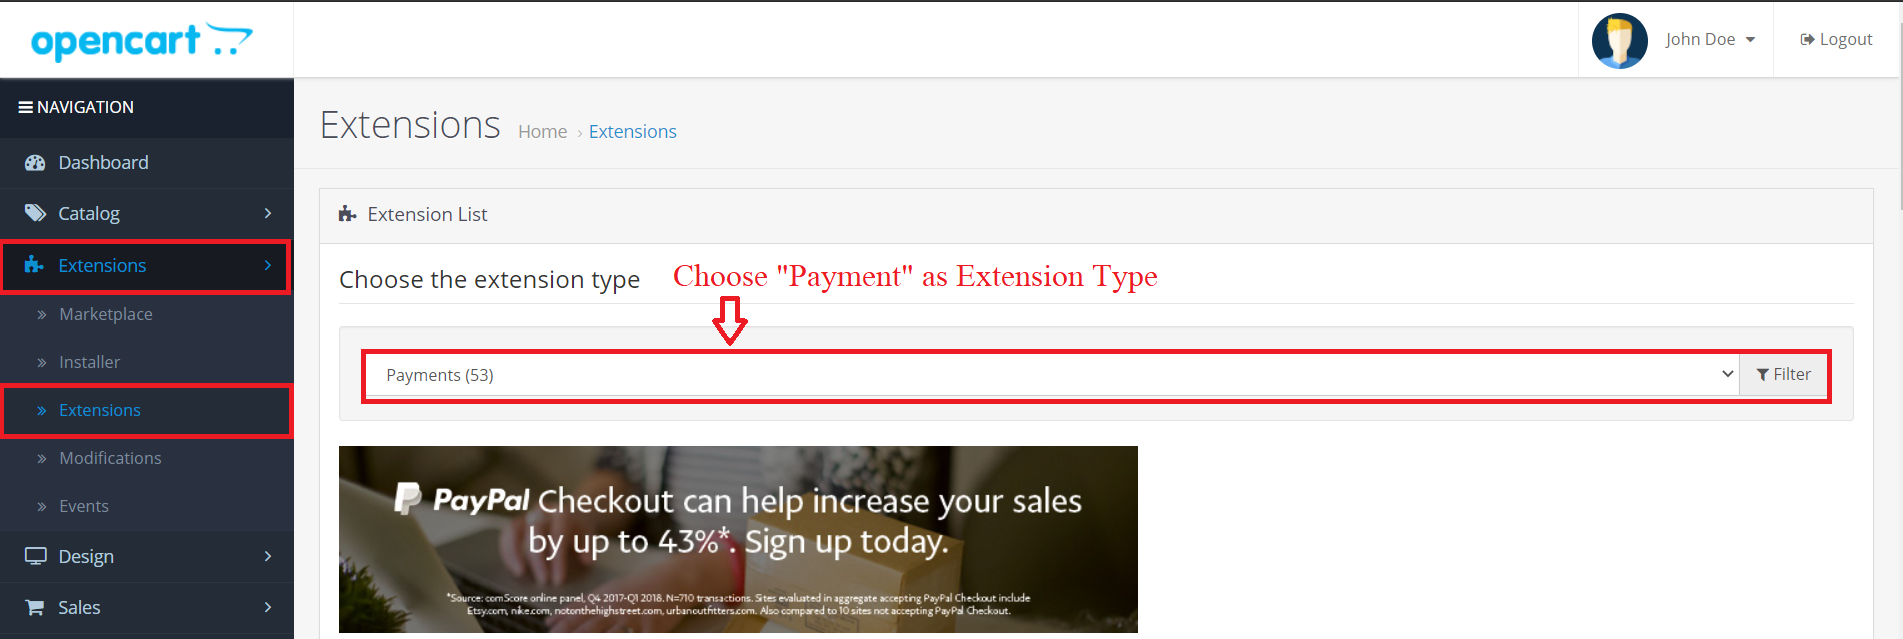 opencart
John Doe
Logout
NAVIGATION
Extensions Home › Extensions
Dashboard
Catalog
Extensions
Marketplace
Installer
Extensions
Modifications
Events
Design
Sales
Extension List
Choose the extension type
Choose "Payment" as Extension Type
Payments (53)
Filter
PayPal Checkout can help increase your sales
by up to 43%*. Sign up today.
*Source: comScore online panel, Q4 2017-Q1 2018. N=710 transactions. Sites evaluated in aggregate accepting PayPal Checkout include
Etsy.com, nike.com, notonthehighstreet.com, urbanoutfitters.com. Also compared to 10 sites not accepting PayPal Checkout.